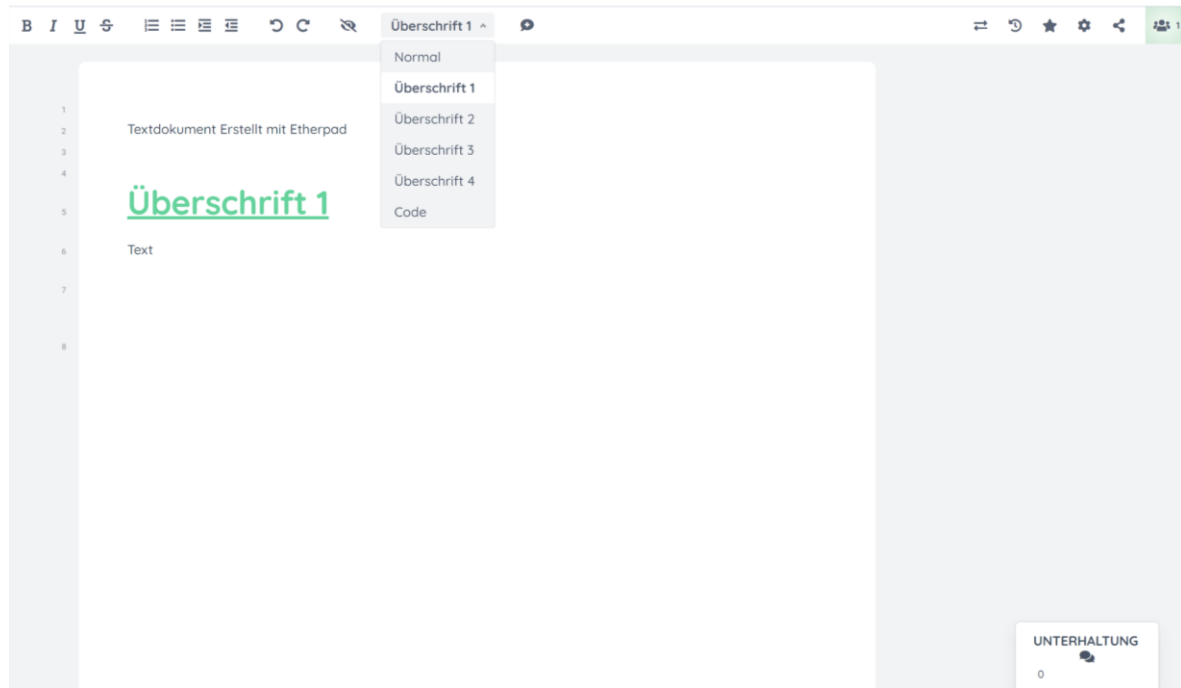 B I U S
Überschrift 1
1
Normal
Überschrift 1
Überschrift 2
Überschrift 3
Überschrift 4
Code
1
2 Textdokument Erstellt mit Etherpad
3
4
5 Überschrift 1
6 Text
7
8
UNTERHALTUNG
0